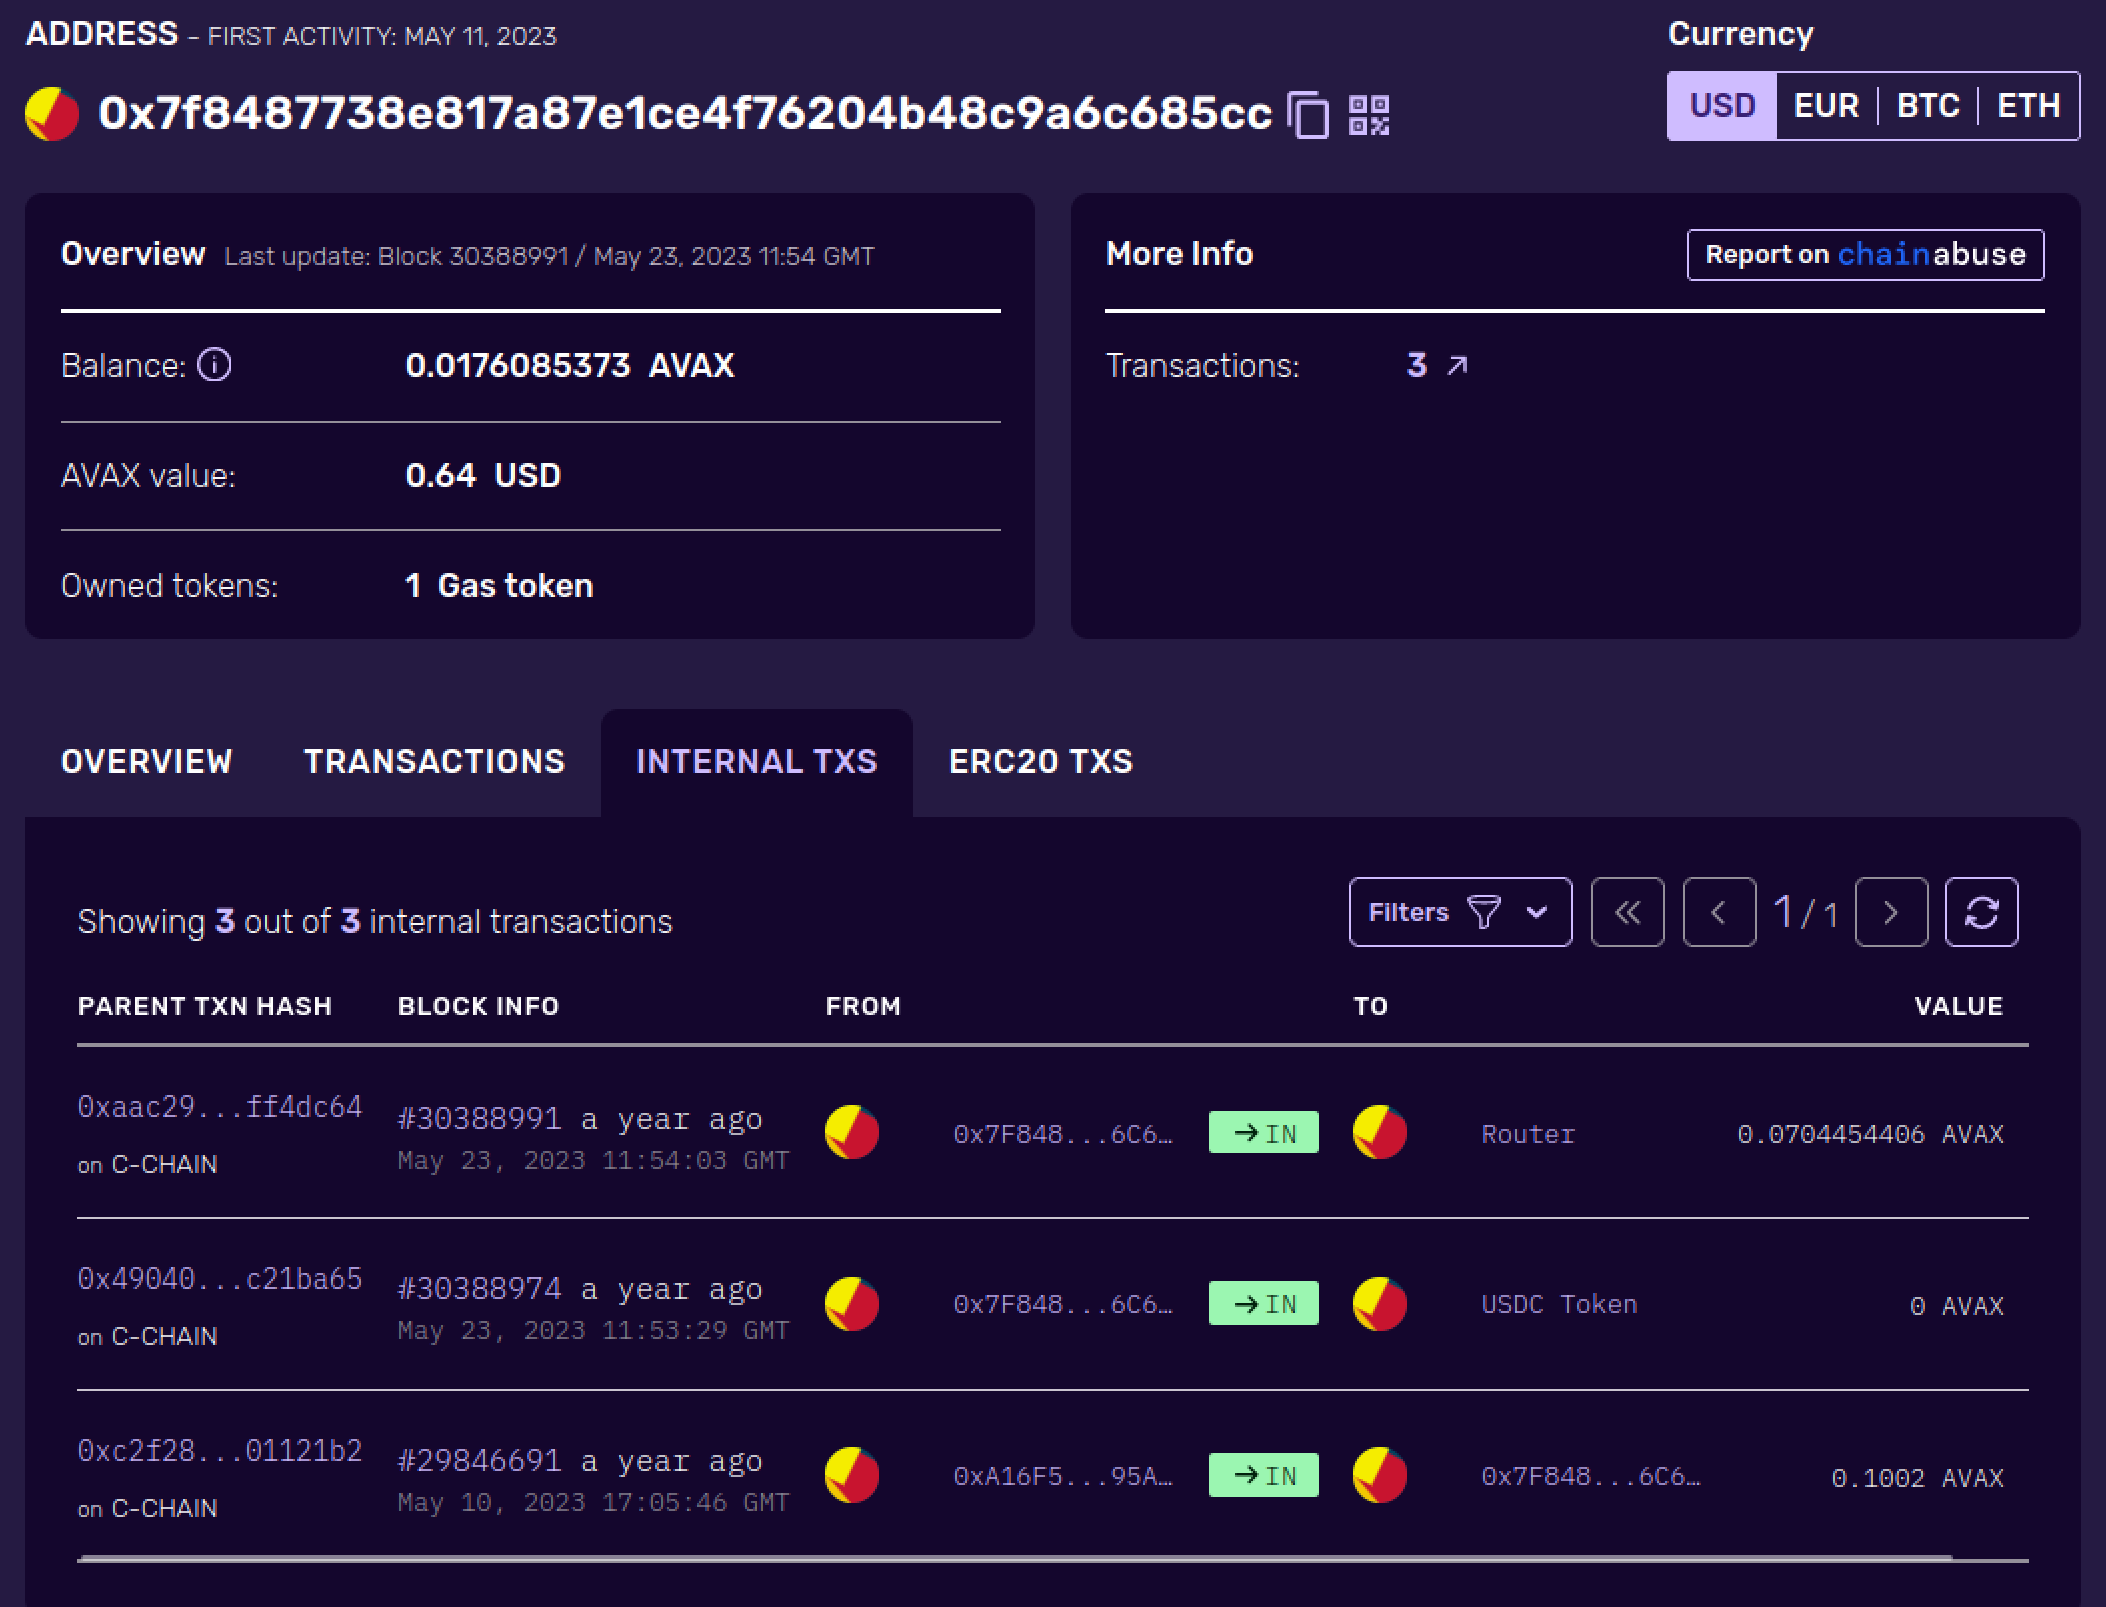 ADDRESS - FIRST ACTIVITY: MAY 11, 2023
Currency
0x7f8487738e817a87e1ce4f76204b48c9a6c685cc
USD EUR BTC ETH
Overview Last update: Block 30388991 / May 23, 2023 11:54 GMT
Balance: 0.0176085373 AVAX
AVAX value: 0.64 USD
Owned tokens: 1 Gas token
More Info Report on chainabuse
Transactions: 3
OVERVIEW TRANSACTIONS INTERNAL TXS ERC20 TXS
Showing 3 out of 3 internal transactions
Filters 1 / 1
PARENT TXN HASH BLOCK INFO FROM TO VALUE
0xaac29...ff4dc64 #30388991 a year ago 0x7F848...6C6… IN Router 0.0704454406 AVAX
on C-CHAIN May 23, 2023 11:54:03 GMT
0x49040...c21ba65 #30388974 a year ago 0x7F848...6C6… IN USDC Token 0 AVAX
on C-CHAIN May 23, 2023 11:53:29 GMT
0xc2f28...01121b2 #29846691 a year ago 0xA16F5...95A… IN 0x7F848...6C6… 0.1002 AVAX
on C-CHAIN May 10, 2023 17:05:46 GMT